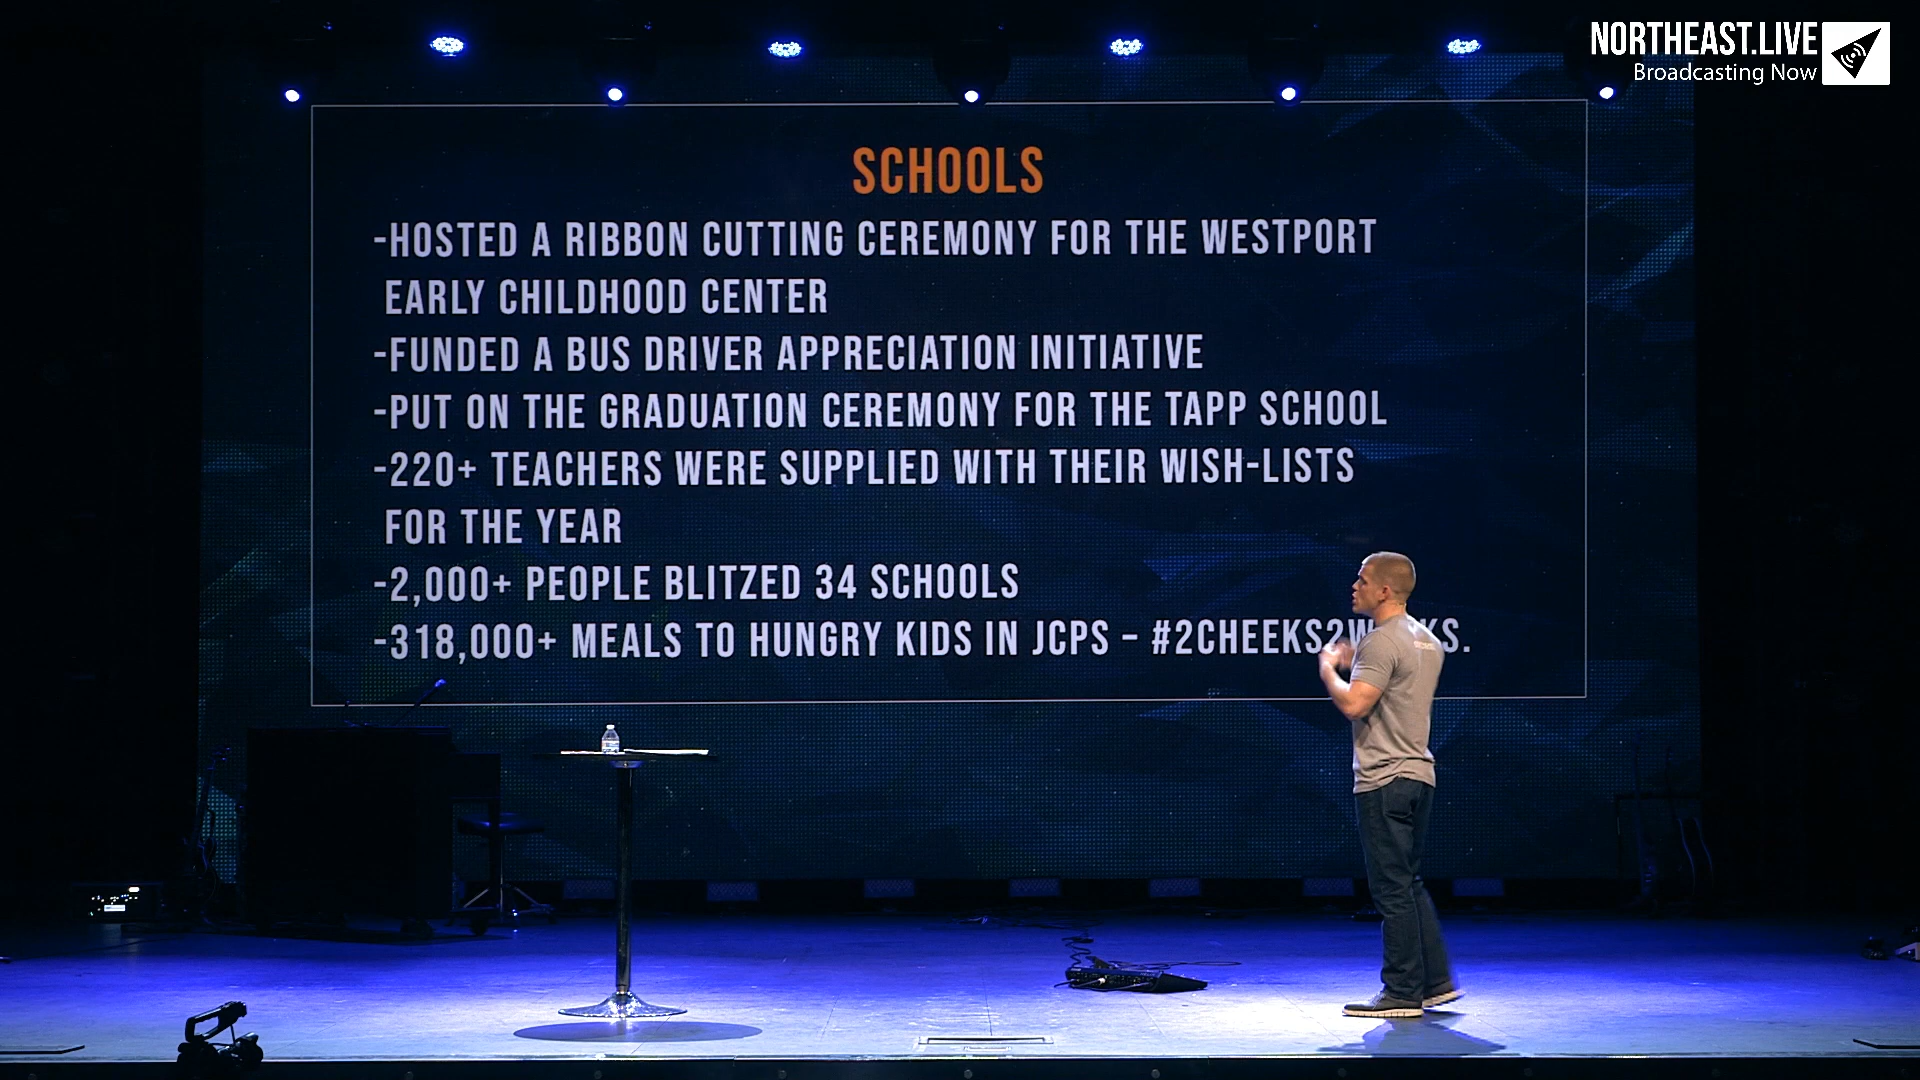 NORTHEAST.LIVE
Broadcasting Now
SCHOOLS
-HOSTED A RIBBON CUTTING CEREMONY FOR THE WESTPORT
EARLY CHILDHOOD CENTER
-FUNDED A BUS DRIVER APPRECIATION INITIATIVE
-PUT ON THE GRADUATION CEREMONY FOR THE TAPP SCHOOL
-220+ TEACHERS WERE SUPPLIED WITH THEIR WISH-LISTS
FOR THE YEAR
-2,000+ PEOPLE BLITZED 34 SCHOOLS
-318,000+ MEALS TO HUNGRY KIDS IN JCPS -